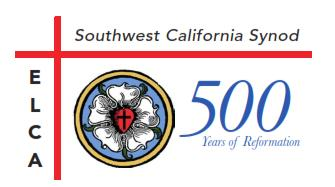 Southwest California Synod
E
L
C
A
500
Years of Reformation